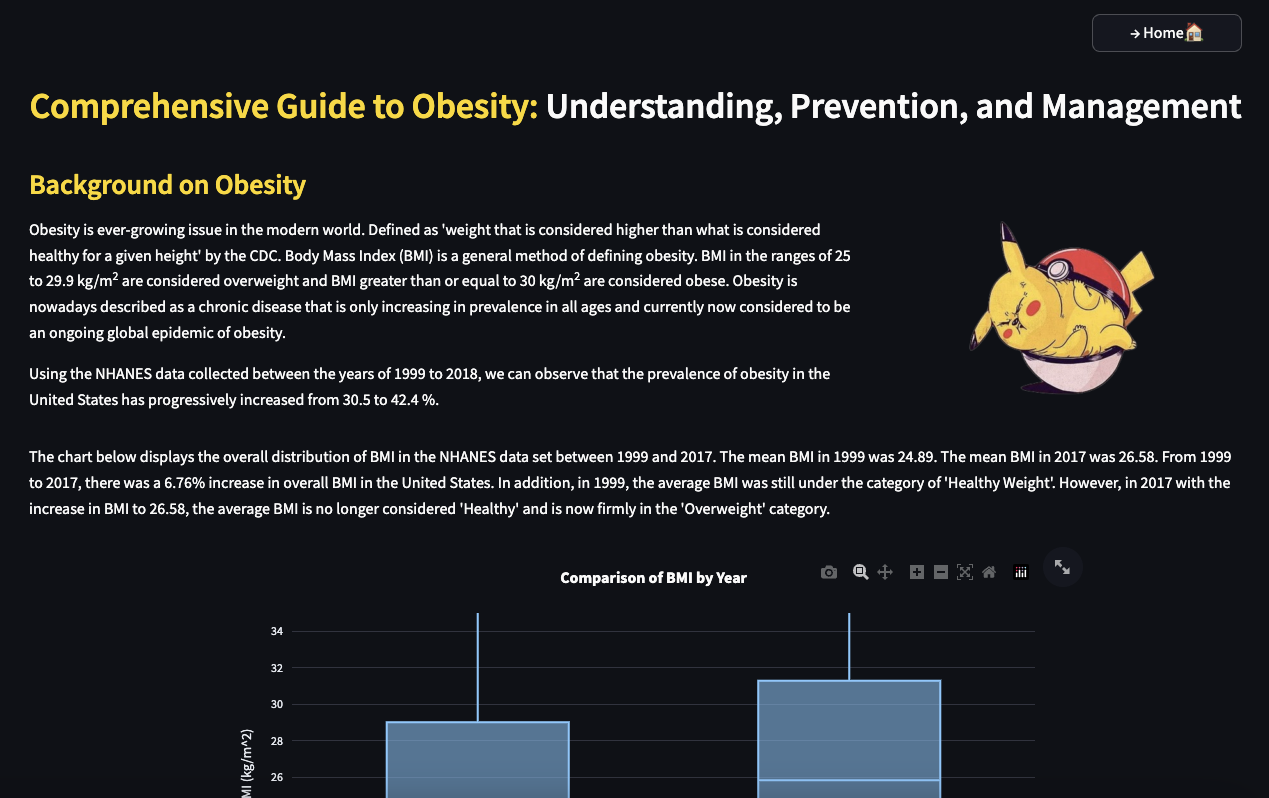 → Home🏠
Comprehensive Guide to Obesity: Understanding, Prevention, and Management
Background on Obesity
Obesity is ever-growing issue in the modern world. Defined as 'weight that is considered higher than what is considered
healthy for a given height' by the CDC. Body Mass Index (BMI) is a general method of defining obesity. BMI in the ranges of 25
to 29.9 kg/m² are considered overweight and BMI greater than or equal to 30 kg/m² are considered obese. Obesity is
nowadays described as a chronic disease that is only increasing in prevalence in all ages and currently now considered to be
an ongoing global epidemic of obesity.
Using the NHANES data collected between the years of 1999 to 2018, we can observe that the prevalence of obesity in the
United States has progressively increased from 30.5 to 42.4 %.
The chart below displays the overall distribution of BMI in the NHANES data set between 1999 and 2017. The mean BMI in 1999 was 24.89. The mean BMI in 2017 was 26.58. From 1999
to 2017, there was a 6.76% increase in overall BMI in the United States. In addition, in 1999, the average BMI was still under the category of 'Healthy Weight'. However, in 2017 with the
increase in BMI to 26.58, the average BMI is no longer considered 'Healthy' and is now firmly in the 'Overweight' category.
Comparison of BMI by Year
34
32
30
28
26
MI (kg/m^2)